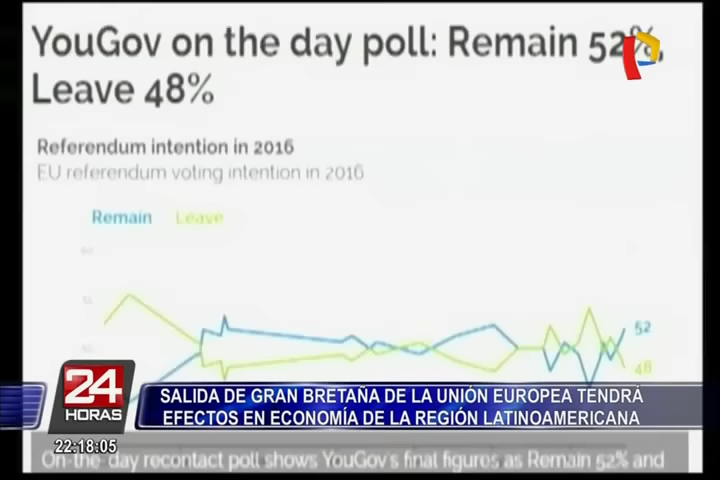 YouGov on the day poll: Remain 52%,
Leave 48%
Referendum intention in 2016
EU referendum voting intention in 2016
Remain Leave
52
48
24
HORAS
SALIDA DE GRAN BRETAÑA DE LA UNIÓN EUROPEA TENDRÁ
EFECTOS EN ECONOMÍA DE LA REGIÓN LATINOAMERICANA
22:18:05
On-the-day recontact poll shows YouGov's final figures as Remain 52% and